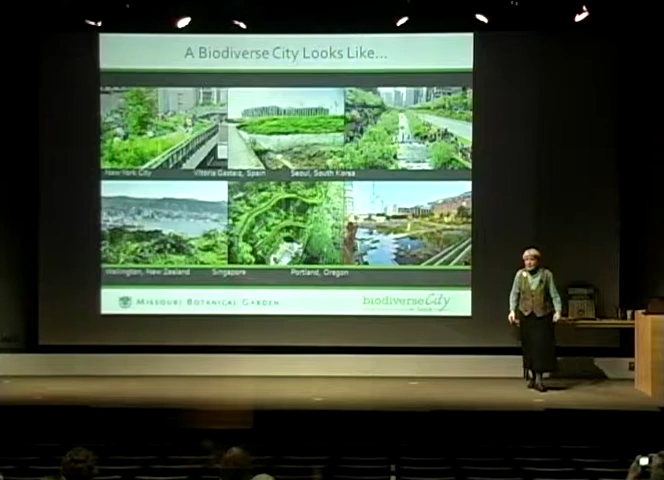 A Biodiverse City Looks Like...
New York City
Vitoria Gasteiz, Spain
Seoul, South Korea
Wellington, New Zealand
Singapore
Portland, Oregon
MISSOURI BOTANICAL GARDEN
biodiverseCity